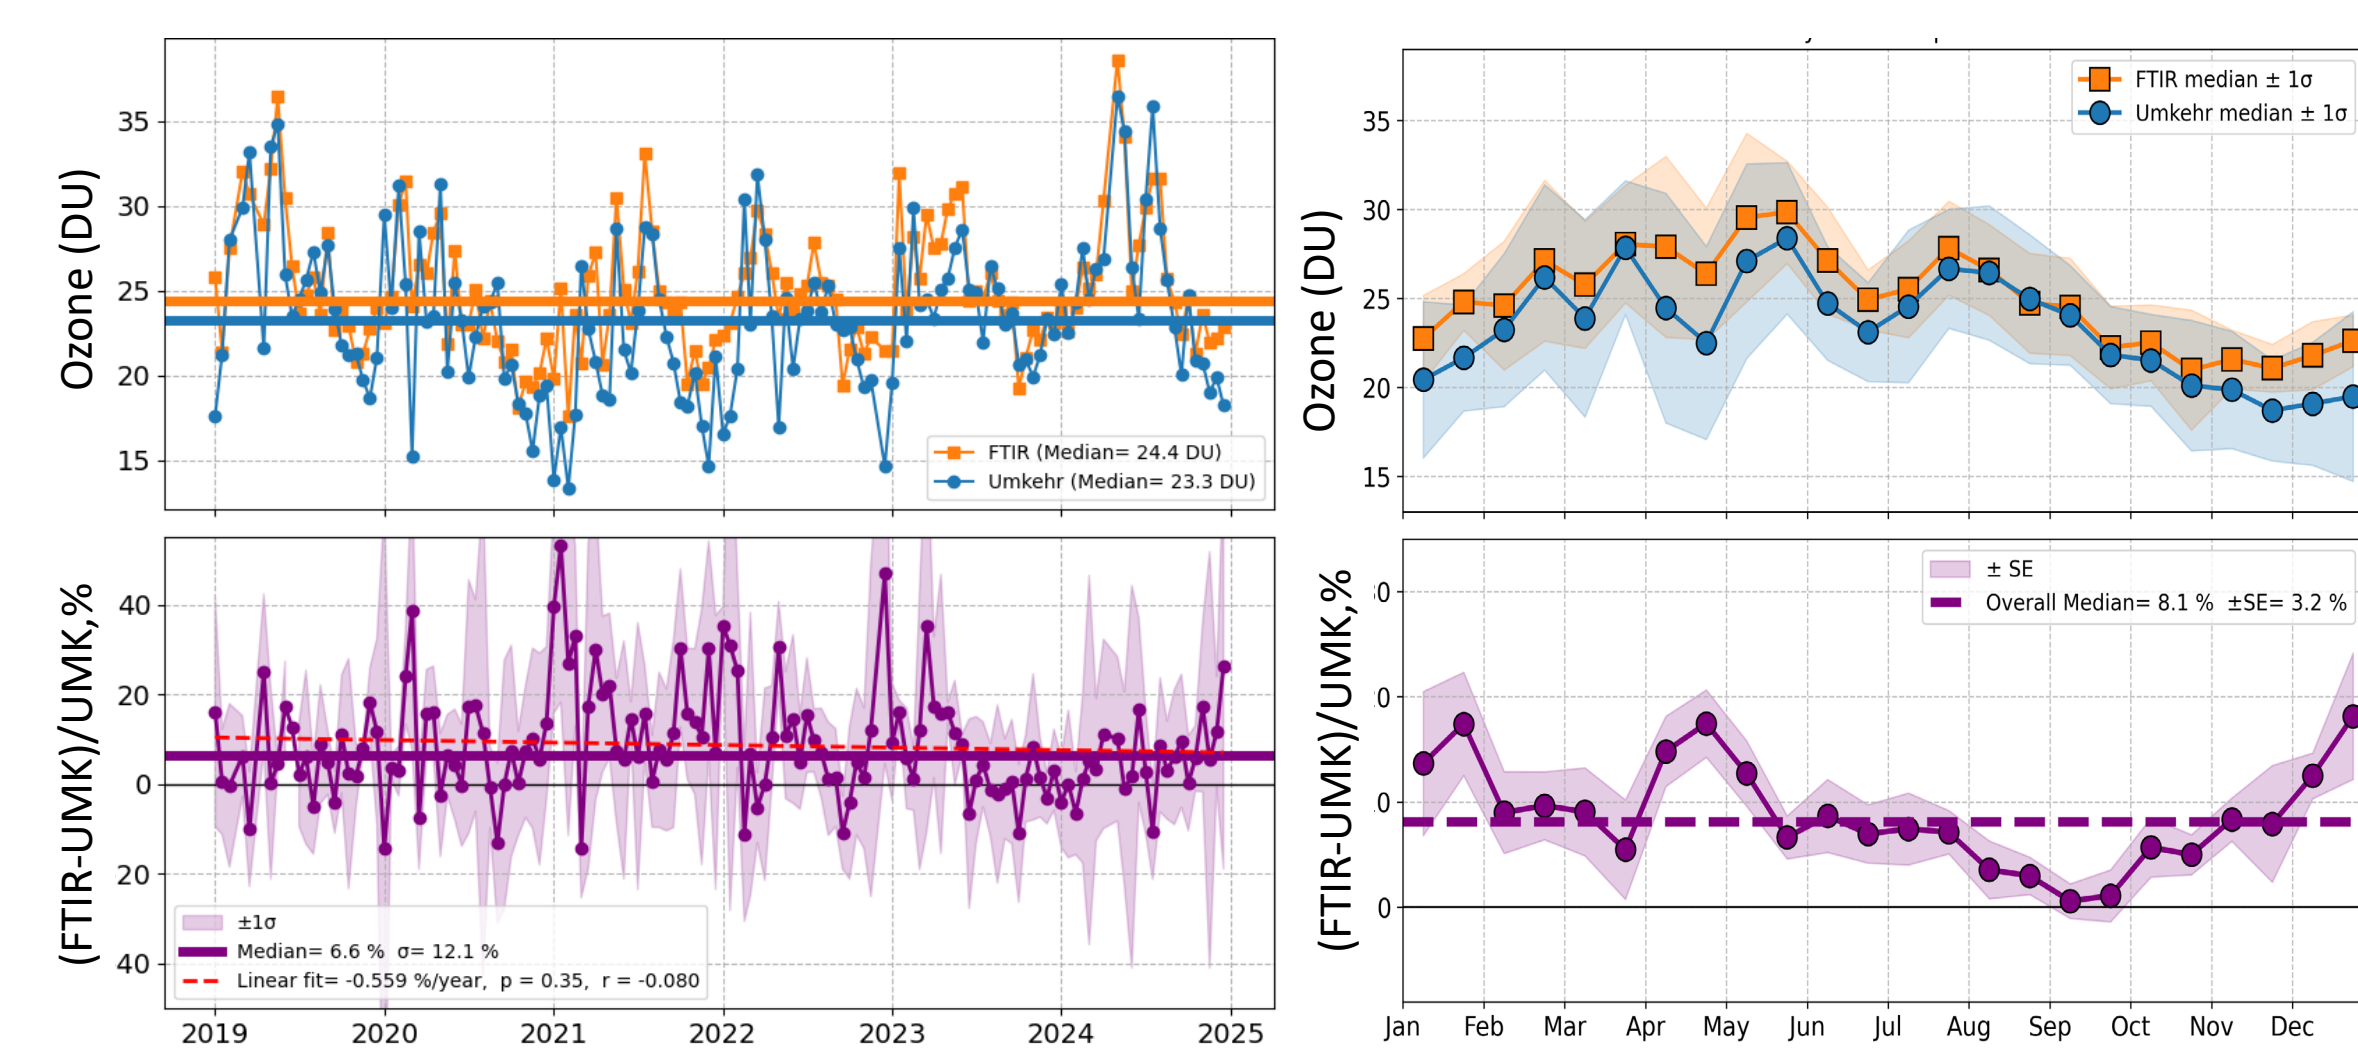 Ozone (DU)
35
30
25
20
15
FTIR (Median= 24.4 DU)
Umkehr (Median= 23.3 DU)
(FTIR-UMK)/UMK,%
40
20
0
20
40
±1σ
Median= 6.6 %  σ= 12.1 %
Linear fit= -0.559 %/year,  p = 0.35,  r = -0.080
2019 2020 2021 2022 2023 2024 2025
Ozone (DU)
35
30
25
20
15
FTIR median ± 1σ
Umkehr median ± 1σ
(FTIR-UMK)/UMK,%
0
0
0
0
± SE
Overall Median= 8.1 %  ±SE= 3.2 %
Jan Feb Mar Apr May Jun Jul Aug Sep Oct Nov Dec